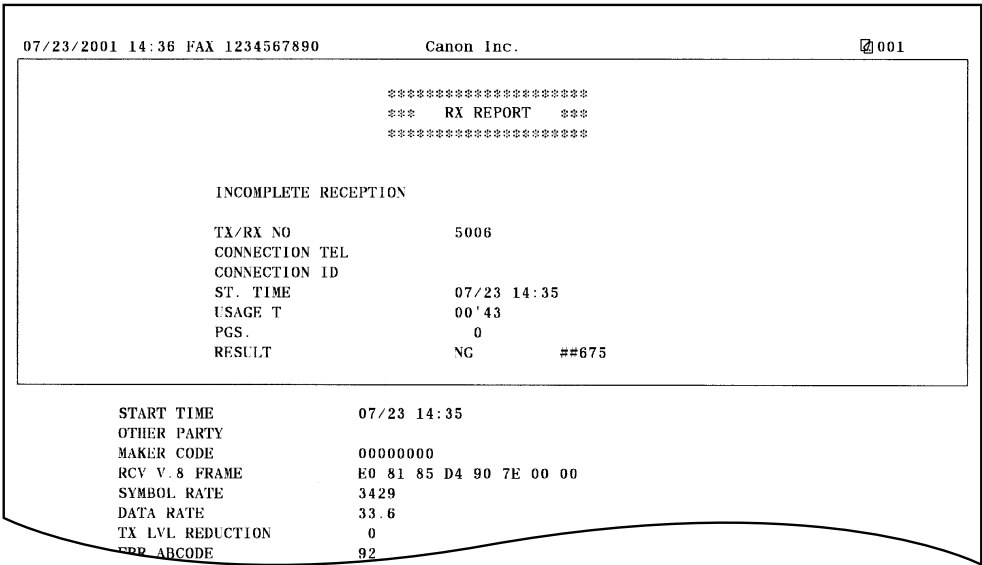 07/23/2001 14:36 FAX 1234567890 Canon Inc. 001
*********************
*** RX REPORT ***
*********************
INCOMPLETE RECEPTION
TX/RX NO 5006
CONNECTION TEL
CONNECTION ID
ST. TIME 07/23 14:35
USAGE T 00'43
PGS. 0
RESULT NG ##675
START TIME 07/23 14:35
OTHER PARTY
MAKER CODE 00000000
RCV V.8 FRAME E0 81 85 D4 90 7E 00 00
SYMBOL RATE 3429
DATA RATE 33.6
TX LVL REDUCTION 0
ERR ABCODE 92